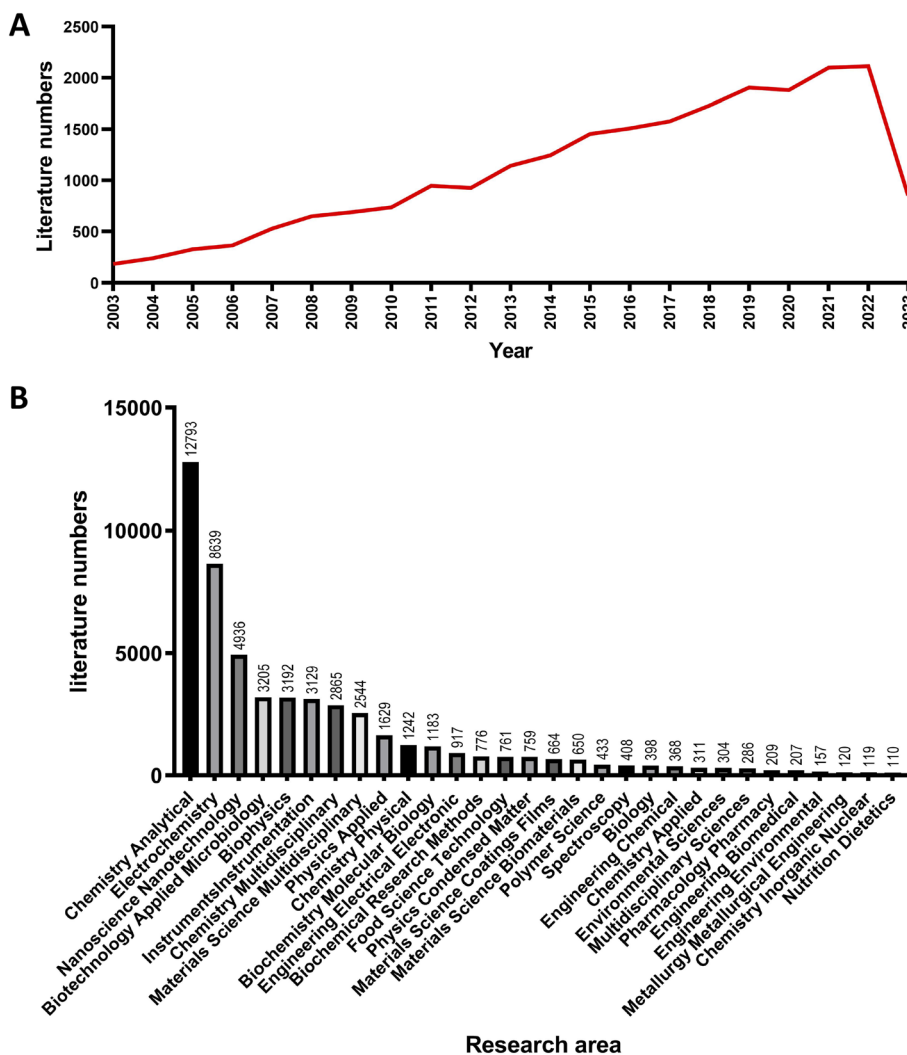 A
Literature numbers
2500
2000
1500
1000
500
0
2003
2004
2005
2006
2007
2008
2009
2010
2011
2012
2013
2014
2015
2016
2017
2018
2019
2020
2021
2022
Year
B
literature numbers
15000
10000
5000
0
12793
8639
4936
3205
3192
3129
2865
2544
1629
1242
1183
917
776
761
759
664
650
433
408
398
368
311
304
286
209
207
157
120
119
110
Chemistry Analytical
Electrochemistry
Nanoscience Nanotechnology
Biotechnology Applied Microbiology
Biophysics
InstrumentsInstrumentation
Chemistry Multidisciplinary
Materials Science Multidisciplinary
Physics Applied
Chemistry Physical
Biochemistry Molecular Biology
Engineering Electrical Electronic
Biochemical Research Methods
Food Science Technology
Physics Condensed Matter
Materials Science Coatings Films
Materials Science Biomaterials
Polymer Science
Spectroscopy
Biology
Engineering Chemical
Chemistry Applied
Environmental Sciences
Multidisciplinary Sciences
Pharmacology Pharmacy
Engineering Biomedical
Engineering Environmental
Metallurgy Metallurgical Engineering
Chemistry Inorganic Nuclear
Nutrition Dietetics
Research area